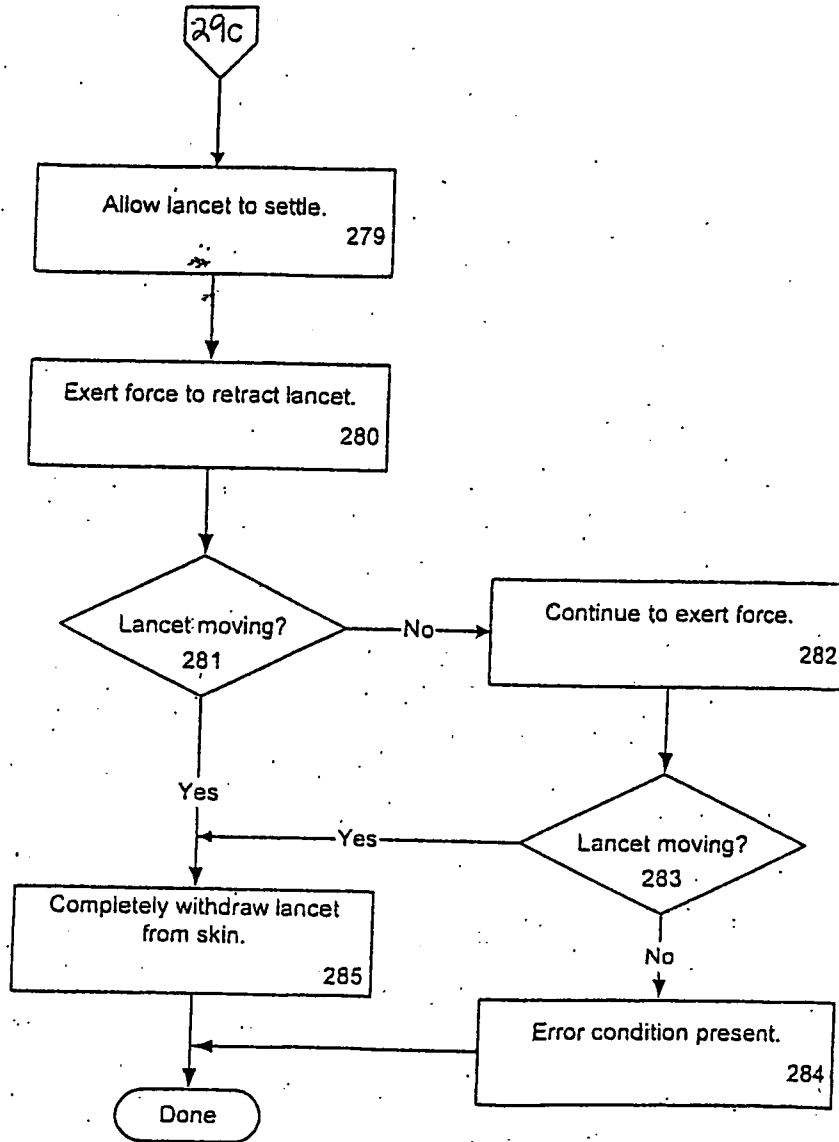 29c
Allow lancet to settle.
279
Exert force to retract lancet.
280
Lancet moving?
281
No
Continue to exert force.
282
Yes
Lancet moving?
283
Yes
No
Completely withdraw lancet
from skin.
285
Error condition present.
284
Done